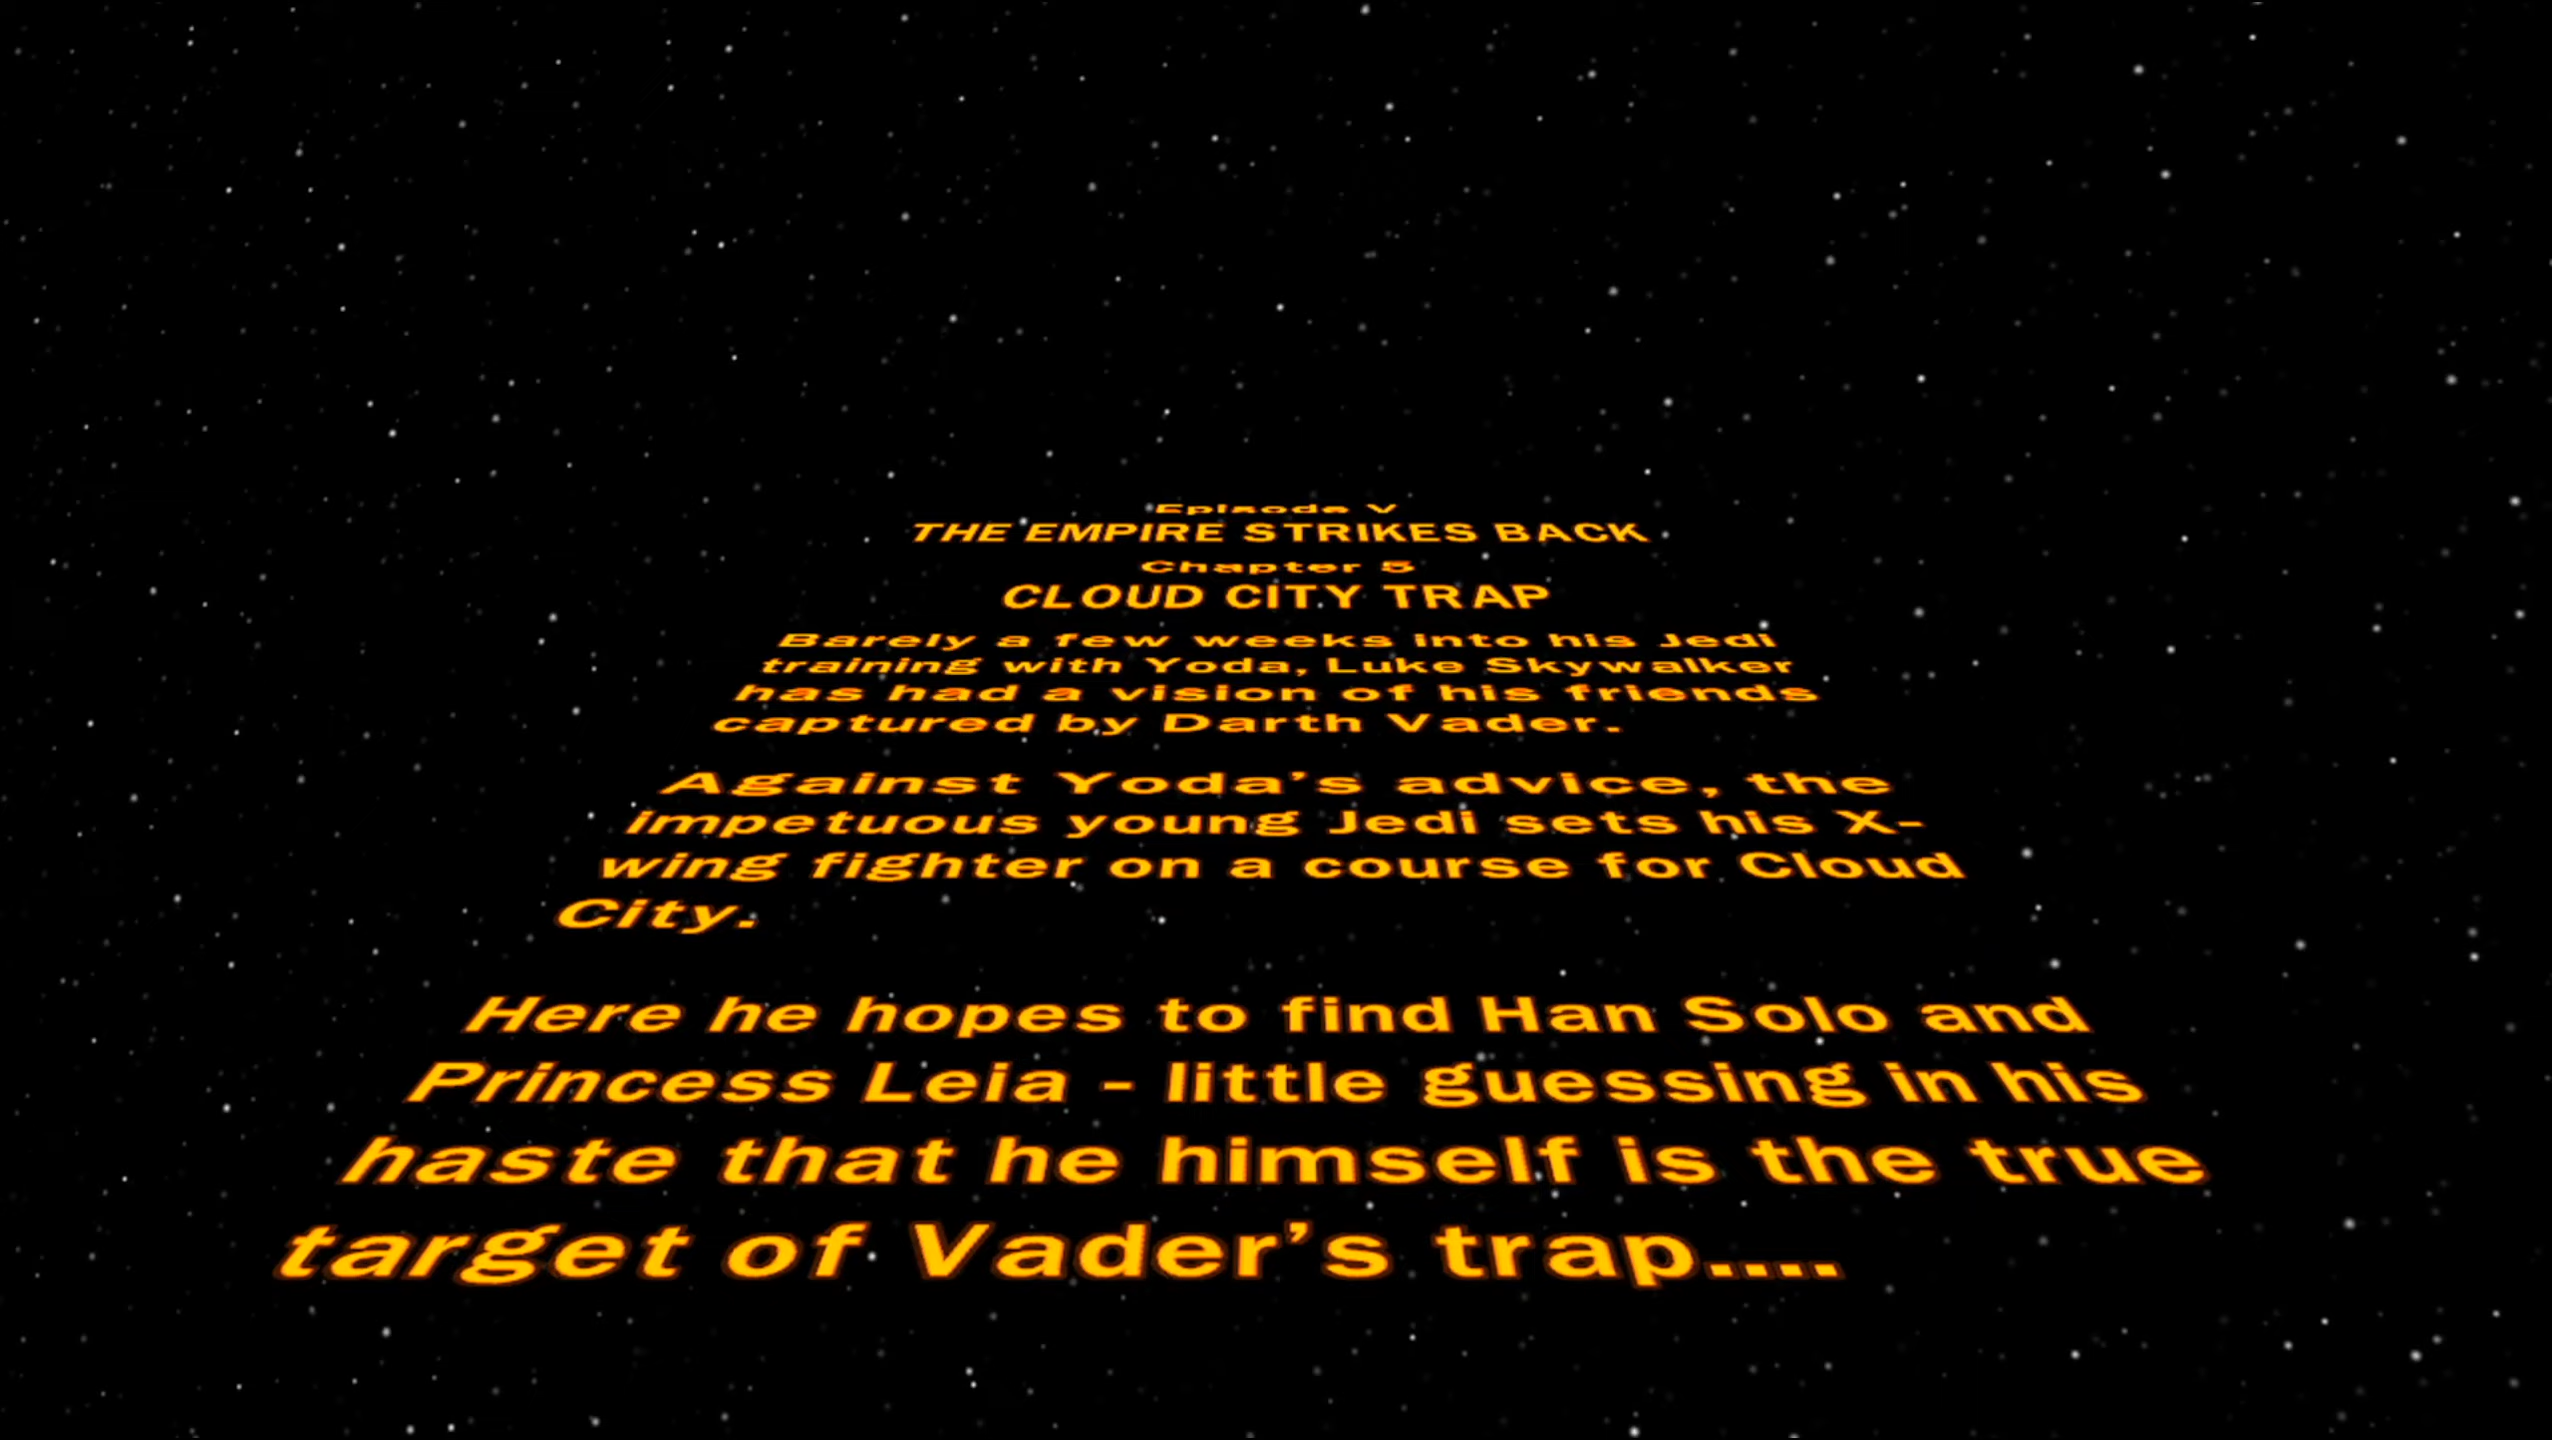 Episode V
THE EMPIRE STRIKES BACK
Chapter 5
CLOUD CITY TRAP
Barely a few weeks into his Jedi
training with Yoda, Luke Skywalker
has had a vision of his friends
captured by Darth Vader.
Against Yoda’s advice, the
impetuous young Jedi sets his X-
wing fighter on a course for Cloud
City.
Here he hopes to find Han Solo and
Princess Leia - little guessing in his
haste that he himself is the true
target of Vader’s trap....